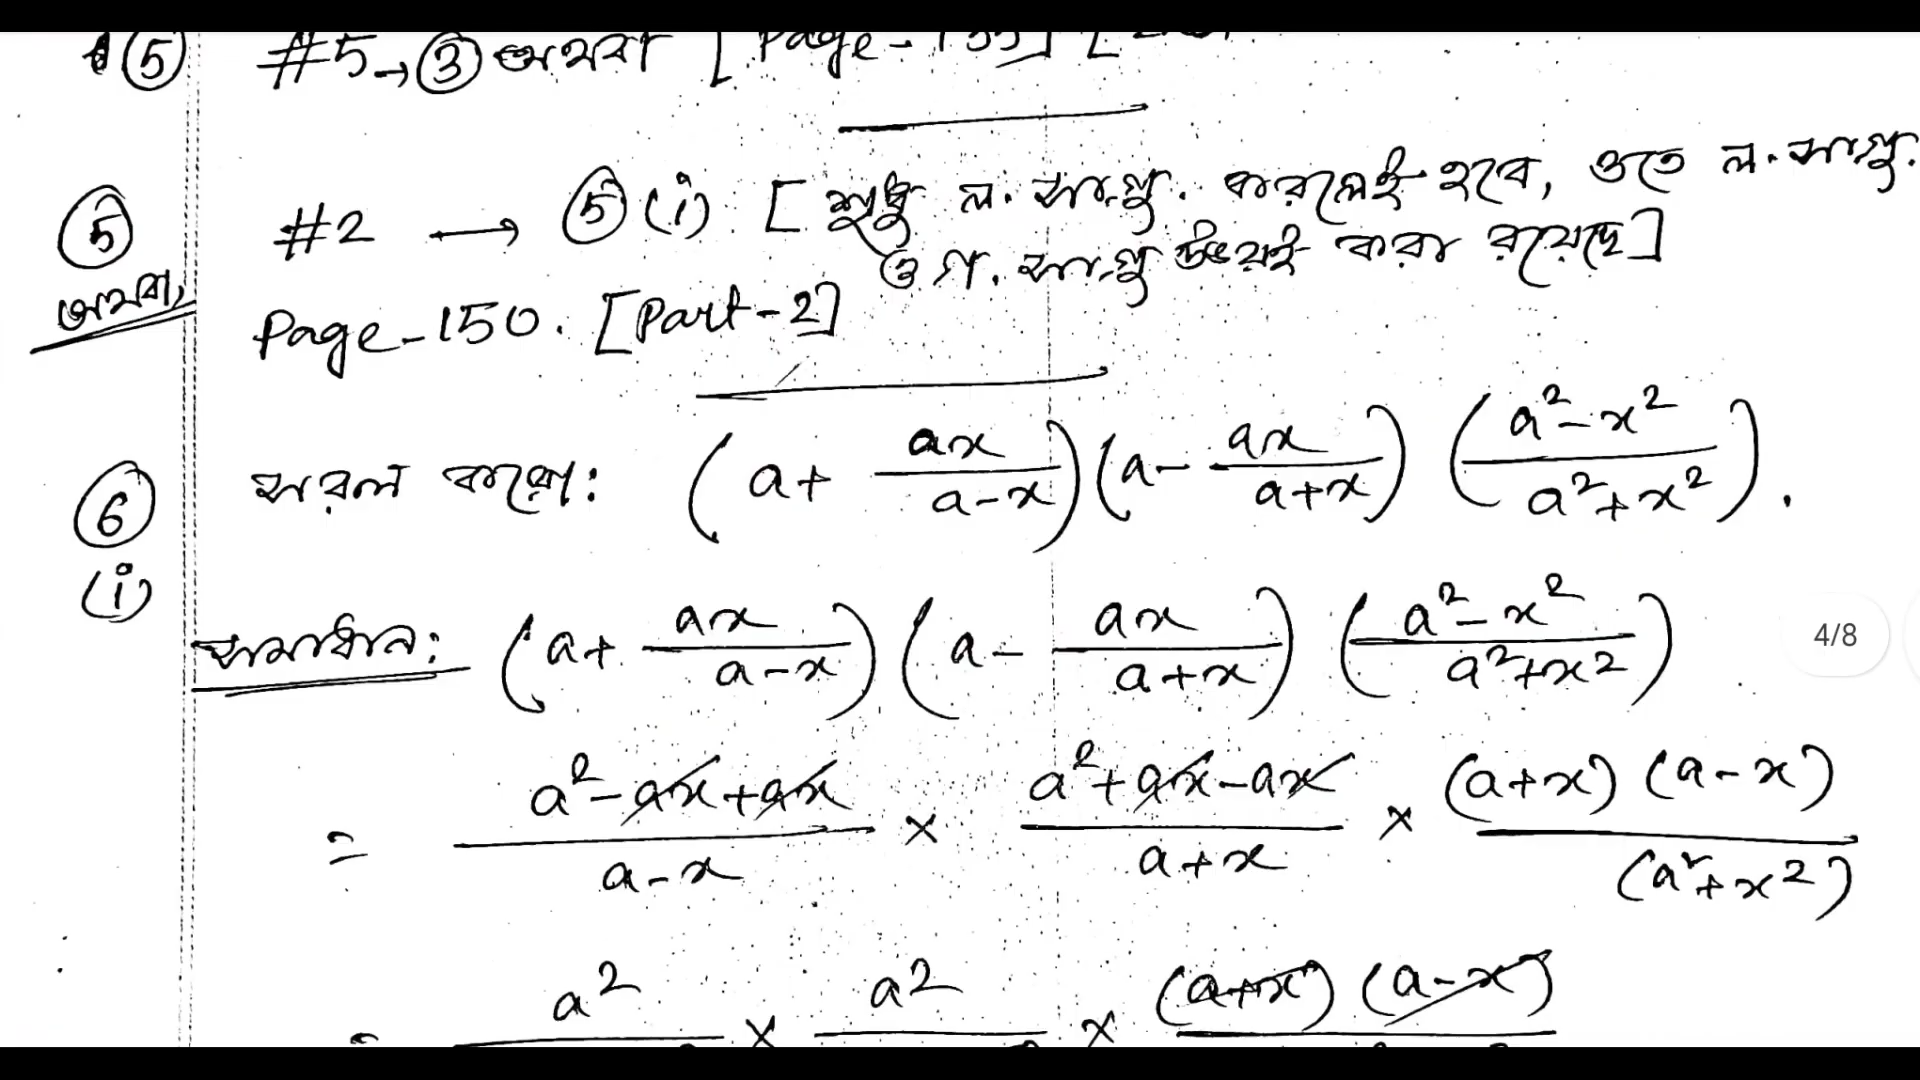 (5) #5→(3) অথবা [Page-
(5) #2 → (5) (i) [শুধু ল. সা.গু. করলেই হবে, ওতে ল. সা.গু.
অথবা, ও গ. সা.গু উভয়ই করা রয়েছে]
Page-150. [Part-2]
(6) সরল করো: (a + ax/(a-x)) (a - ax/(a+x)) ((a²-x²)/(a²+x²)).
(i)
সমাধান: (a + ax/(a-x)) (a - ax/(a+x)) ((a²-x²)/(a²+x²))
= (a²-ax+ax)/(a-x) × (a²+ax-ax)/(a+x) × (a+x)(a-x)/(a²+x²)
= a² × a² × (a+x)(a-x)
4/8